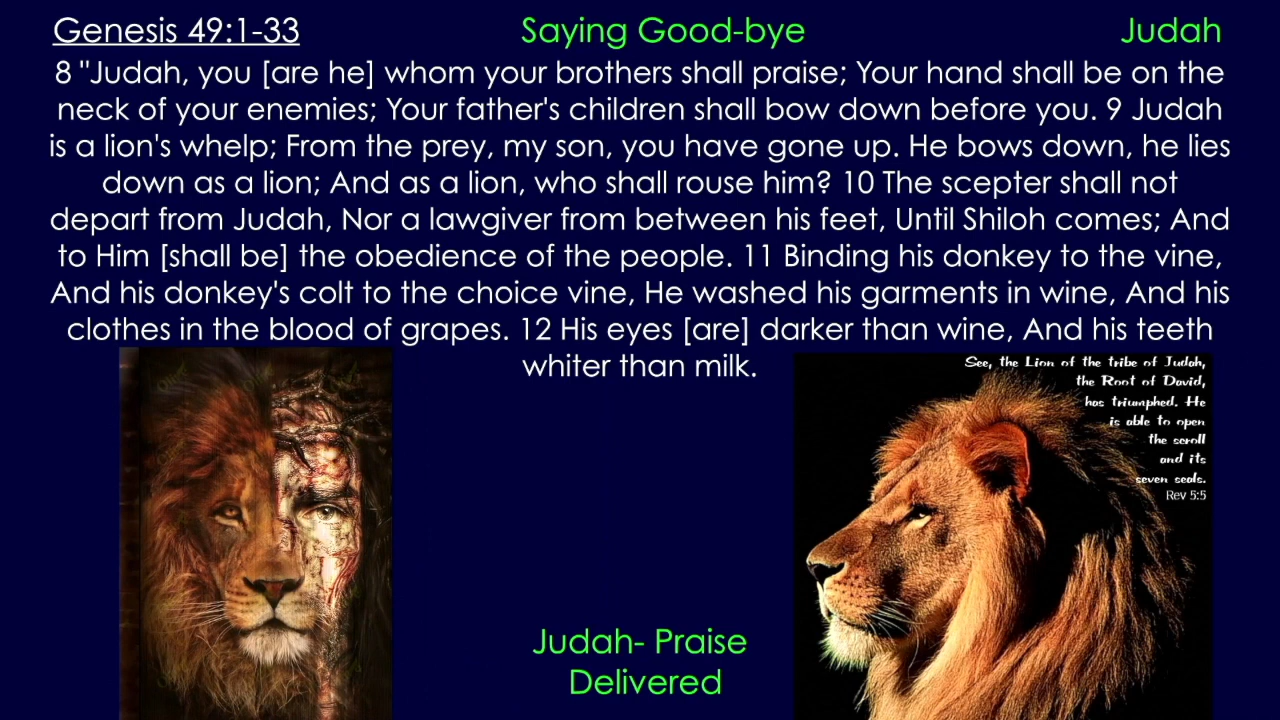 Genesis 49:1-33 Saying Good-bye Judah
8 "Judah, you [are he] whom your brothers shall praise; Your hand shall be on the
neck of your enemies; Your father's children shall bow down before you. 9 Judah
is a lion's whelp; From the prey, my son, you have gone up. He bows down, he lies
down as a lion; And as a lion, who shall rouse him? 10 The scepter shall not
depart from Judah, Nor a lawgiver from between his feet, Until Shiloh comes; And
to Him [shall be] the obedience of the people. 11 Binding his donkey to the vine,
And his donkey's colt to the choice vine, He washed his garments in wine, And his
clothes in the blood of grapes. 12 His eyes [are] darker than wine, And his teeth
whiter than milk.
See, the Lion of the tribe of Judah,
the Root of David,
has triumphed. He
is able to open
the scroll
and its
seven seals.
Rev 5:5
Judah- Praise
Delivered